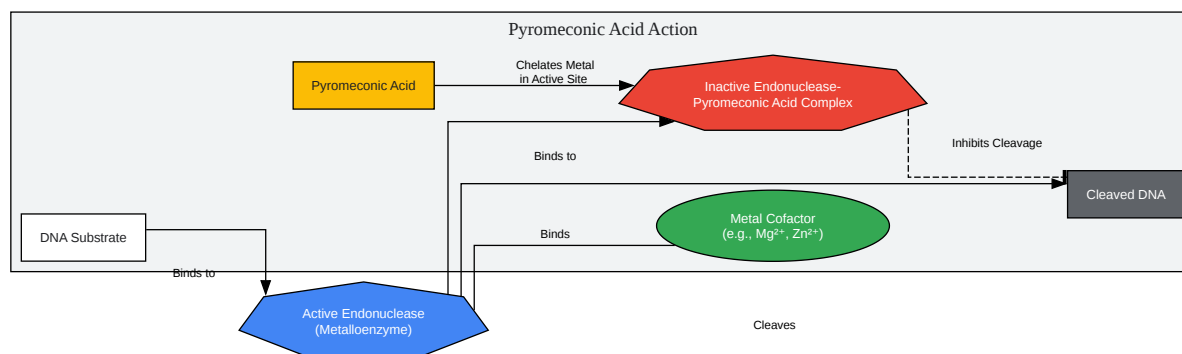 Pyromeconic Acid Action
Chelates Metal
in Active Site
Pyromeconic Acid
Inactive Endonuclease-
Pyromeconic Acid Complex
Inhibits Cleavage
Binds to
Cleaved DNA
Metal Cofactor
(e.g., Mg²⁺, Zn²⁺)
DNA Substrate
Binds
Binds to
Active Endonuclease
(Metalloenzyme)
Cleaves